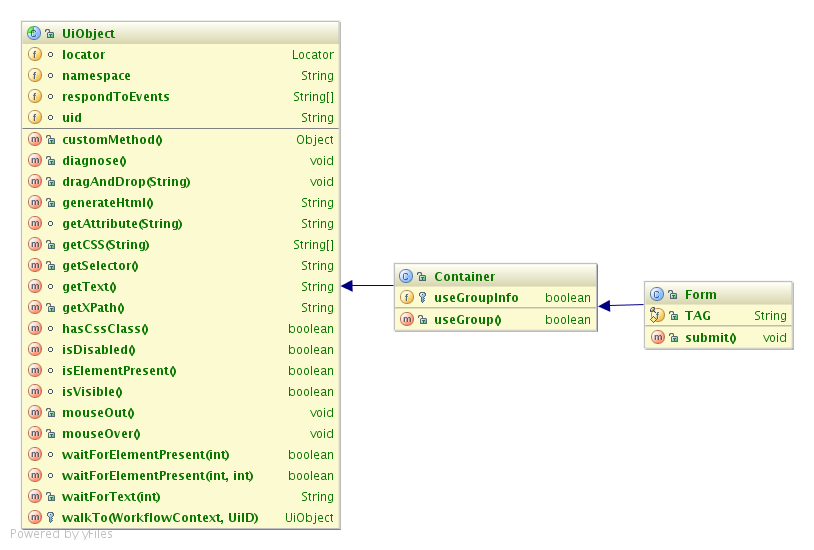 UiObject
locator Locator
namespace String
respondToEvents String[]
uid String
customMethod() Object
diagnose() void
dragAndDrop(String) void
generateHtml() String
getAttribute(String) String
getCSS(String) String[]
getSelector() String
getText() String
getXPath() String
hasCssClass() boolean
isDisabled() boolean
isElementPresent() boolean
isVisible() boolean
mouseOut() void
mouseOver() void
waitForElementPresent(int) boolean
waitForElementPresent(int, int) boolean
waitForText(int) String
walkTo(WorkflowContext, UiID) UiObject
Container
useGroupInfo boolean
useGroup() boolean
Form
TAG String
submit() void
Powered by yFiles